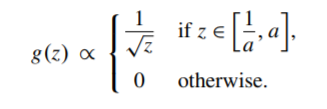 g(z) ∝ { 1/√z if z ∈ [1/a, a],
0 otherwise.